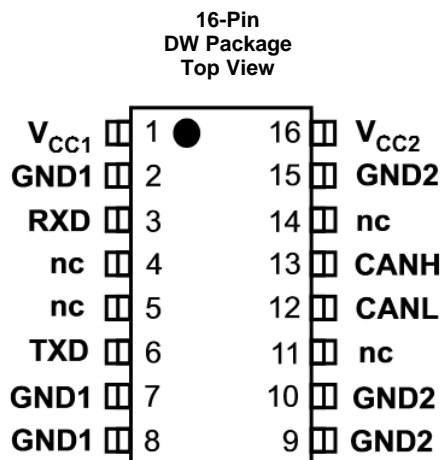 16-Pin
DW Package
Top View
VCC1 1 16 VCC2
GND1 2 15 GND2
RXD 3 14 nc
nc 4 13 CANH
nc 5 12 CANL
TXD 6 11 nc
GND1 7 10 GND2
GND1 8 9 GND2